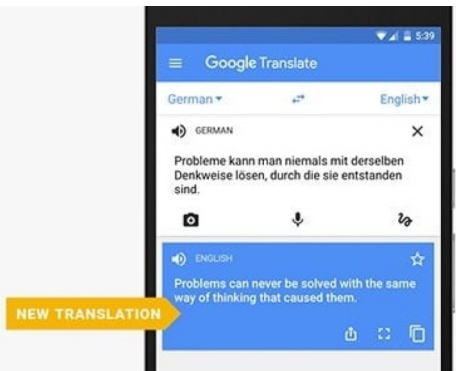 5:39
Google Translate
German
English
GERMAN
Probleme kann man niemals mit derselben
Denkweise lösen, durch die sie entstanden
sind.
ENGLISH
Problems can never be solved with the same
way of thinking that caused them.
NEW TRANSLATION